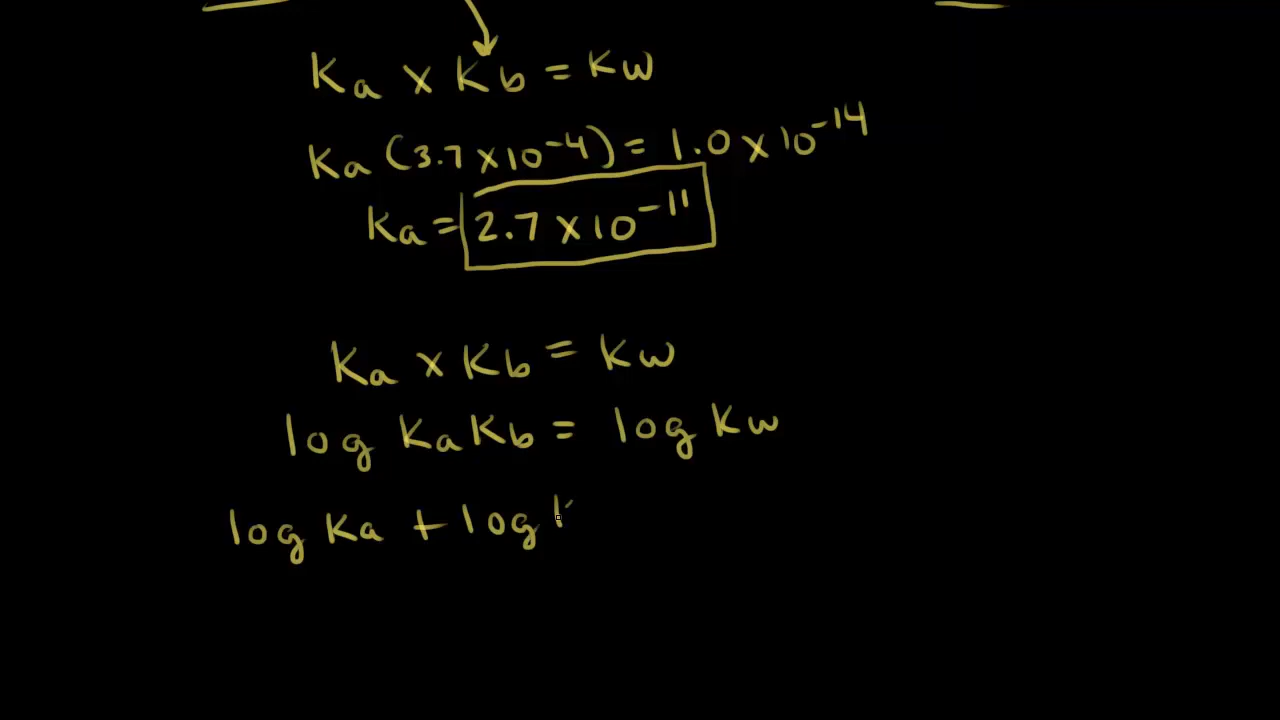 Ka x Kb = Kw
Ka (3.7 x 10⁻⁴) = 1.0 x 10⁻¹⁴
Ka = 2.7 x 10⁻¹¹
Ka x Kb = Kw
log KaKb = log Kw
log Ka + log